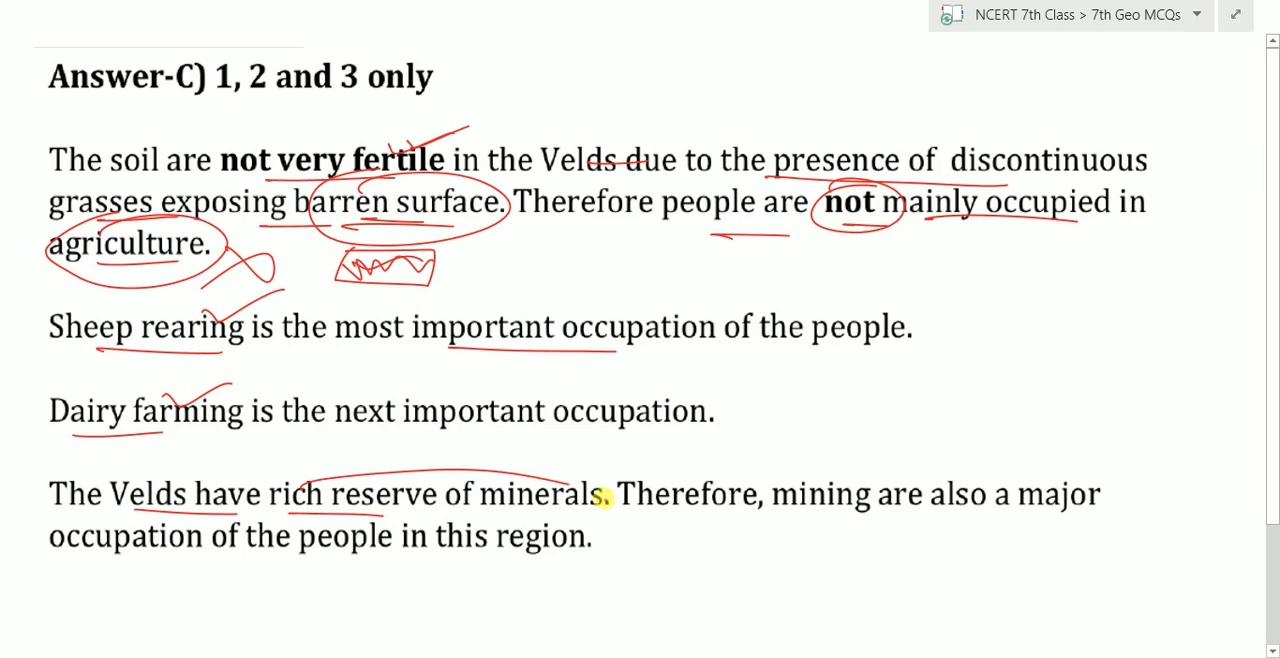 NCERT 7th Class > 7th Geo MCQs
Answer-C) 1, 2 and 3 only
The soil are not very fertile in the Velds due to the presence of discontinuous
grasses exposing barren surface. Therefore people are not mainly occupied in
agriculture.
Sheep rearing is the most important occupation of the people.
Dairy farming is the next important occupation.
The Velds have rich reserve of minerals. Therefore, mining are also a major
occupation of the people in this region.